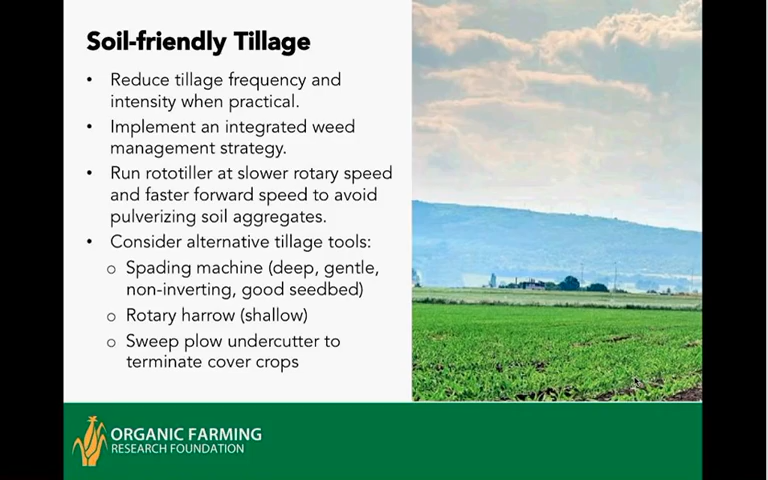 Soil-friendly Tillage
• Reduce tillage frequency and
intensity when practical.
• Implement an integrated weed
management strategy.
• Run rototiller at slower rotary speed
and faster forward speed to avoid
pulverizing soil aggregates.
• Consider alternative tillage tools:
o Spading machine (deep, gentle,
non-inverting, good seedbed)
o Rotary harrow (shallow)
o Sweep plow undercutter to
terminate cover crops
ORGANIC FARMING
RESEARCH FOUNDATION